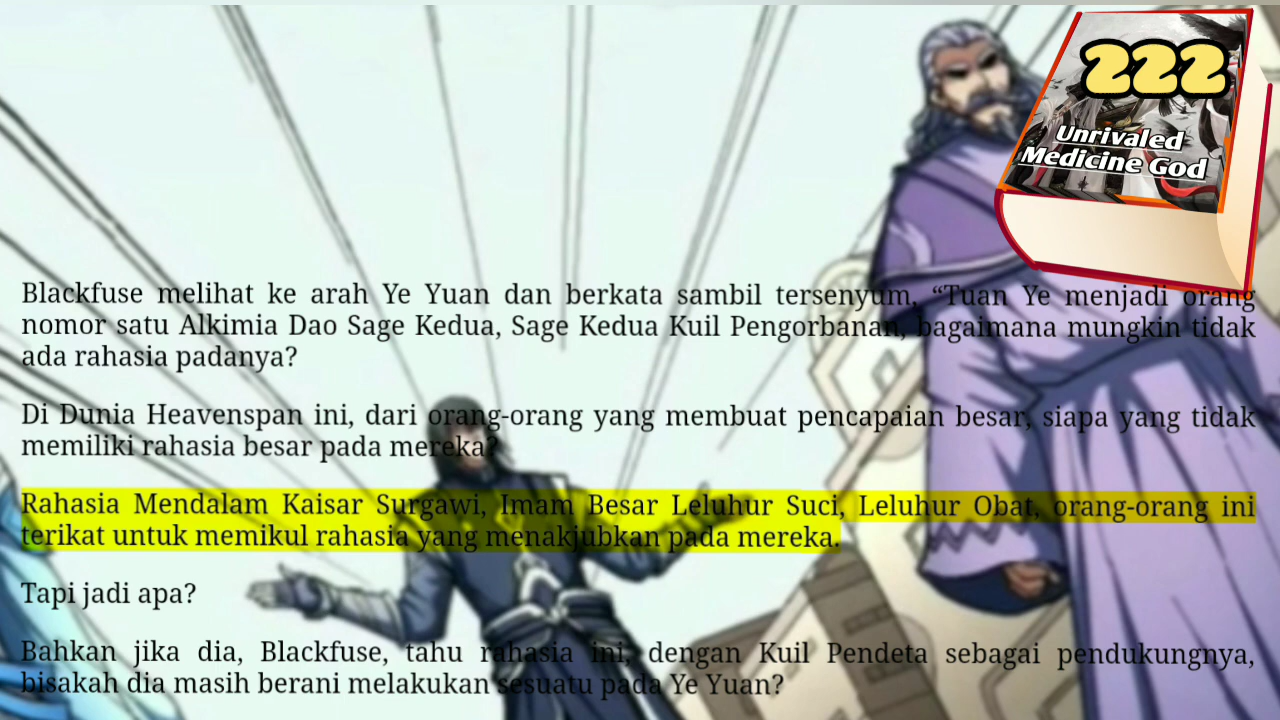 222
Unrivaled
Medicine God
Blackfuse melihat ke arah Ye Yuan dan berkata sambil tersenyum, “Tuan Ye menjadi orang
nomor satu Alkimia Dao Sage Kedua, Sage Kedua Kuil Pengorbanan, bagaimana mungkin tidak
ada rahasia padanya?
Di Dunia Heavenspan ini, dari orang-orang yang membuat pencapaian besar, siapa yang tidak
memiliki rahasia besar pada mereka?
Rahasia Mendalam Kaisar Surgawi, Imam Besar Leluhur Suci, Leluhur Obat, orang-orang ini
terikat untuk memikul rahasia yang menakjubkan pada mereka.
Tapi jadi apa?
Bahkan jika dia, Blackfuse, tahu rahasia ini, dengan Kuil Pendeta sebagai pendukungnya,
bisakah dia masih berani melakukan sesuatu pada Ye Yuan?